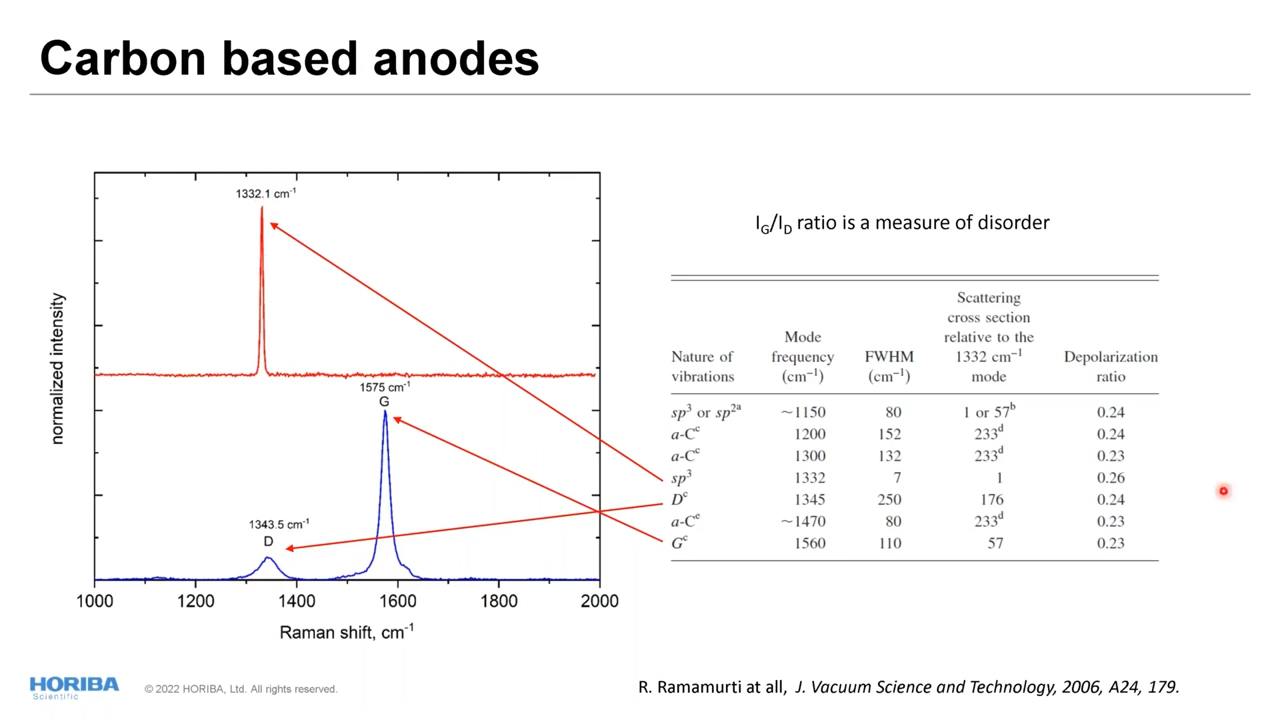 Carbon based anodes
1332.1 cm⁻¹
1575 cm⁻¹
G
1343.5 cm⁻¹
D
normalized intensity
1000 1200 1400 1600 1800 2000
Raman shift, cm⁻¹
I_G/I_D ratio is a measure of disorder
Scattering
cross section
Mode relative to the
Nature of frequency FWHM 1332 cm⁻¹ Depolarization
vibrations (cm⁻¹) (cm⁻¹) mode ratio
sp³ or sp²ᵃ ~1150 80 1 or 57ᵇ 0.24
a-Cᶜ 1200 152 233ᵈ 0.24
a-Cᶜ 1300 132 233ᵈ 0.23
sp³ 1332 7 1 0.26
Dᶜ 1345 250 176 0.24
a-Cᶜ ~1470 80 233ᵈ 0.23
Gᶜ 1560 110 57 0.23
HORIBA
Scientific
© 2022 HORIBA, Ltd. All rights reserved.
R. Ramamurti at all, J. Vacuum Science and Technology, 2006, A24, 179.